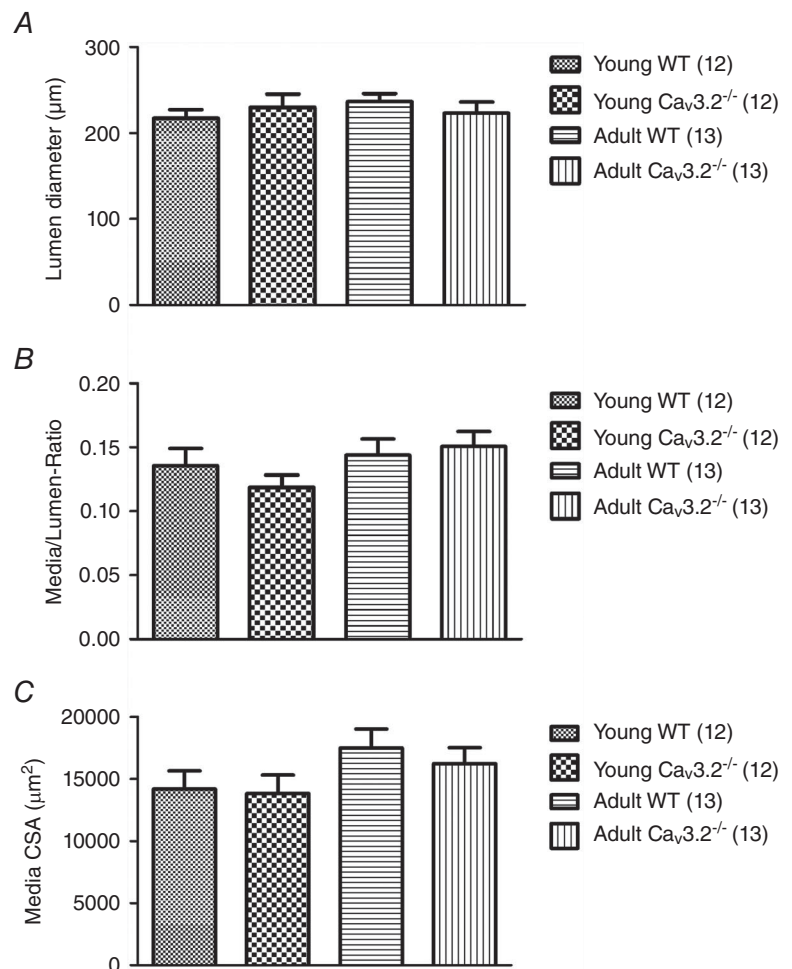 A
300
200
100
0
Lumen diameter (μm)
Young WT (12)
Young Cav3.2-/- (12)
Adult WT (13)
Adult Cav3.2-/- (13)
B
0.20
0.15
0.10
0.05
0.00
Media/Lumen-Ratio
Young WT (12)
Young Cav3.2-/- (12)
Adult WT (13)
Adult Cav3.2-/- (13)
C
20000
15000
10000
5000
0
Media CSA (μm²)
Young WT (12)
Young Cav3.2-/- (12)
Adult WT (13)
Adult Cav3.2-/- (13)